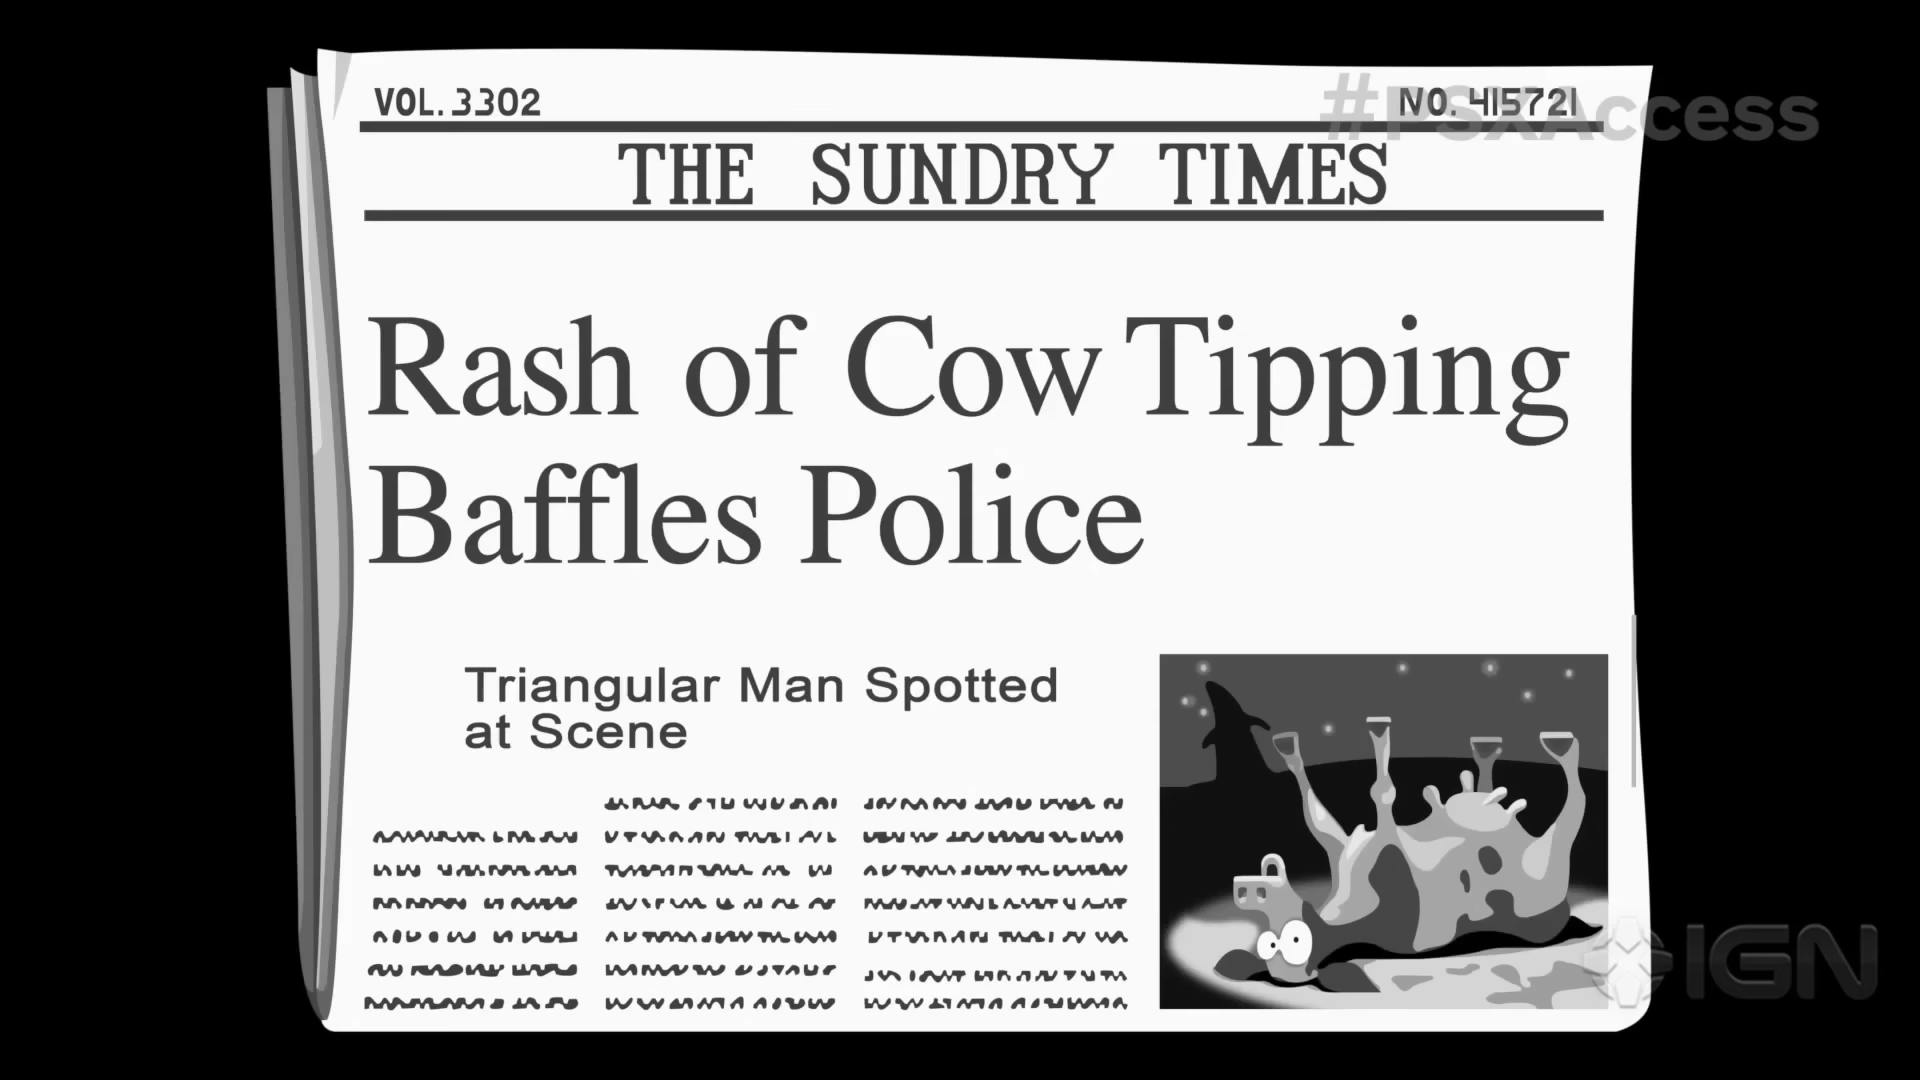 VOL. 3302
NO. 415721
#PSXAccess
THE SUNDRY TIMES
Rash of Cow Tipping
Baffles Police
Triangular Man Spotted
at Scene
IGN